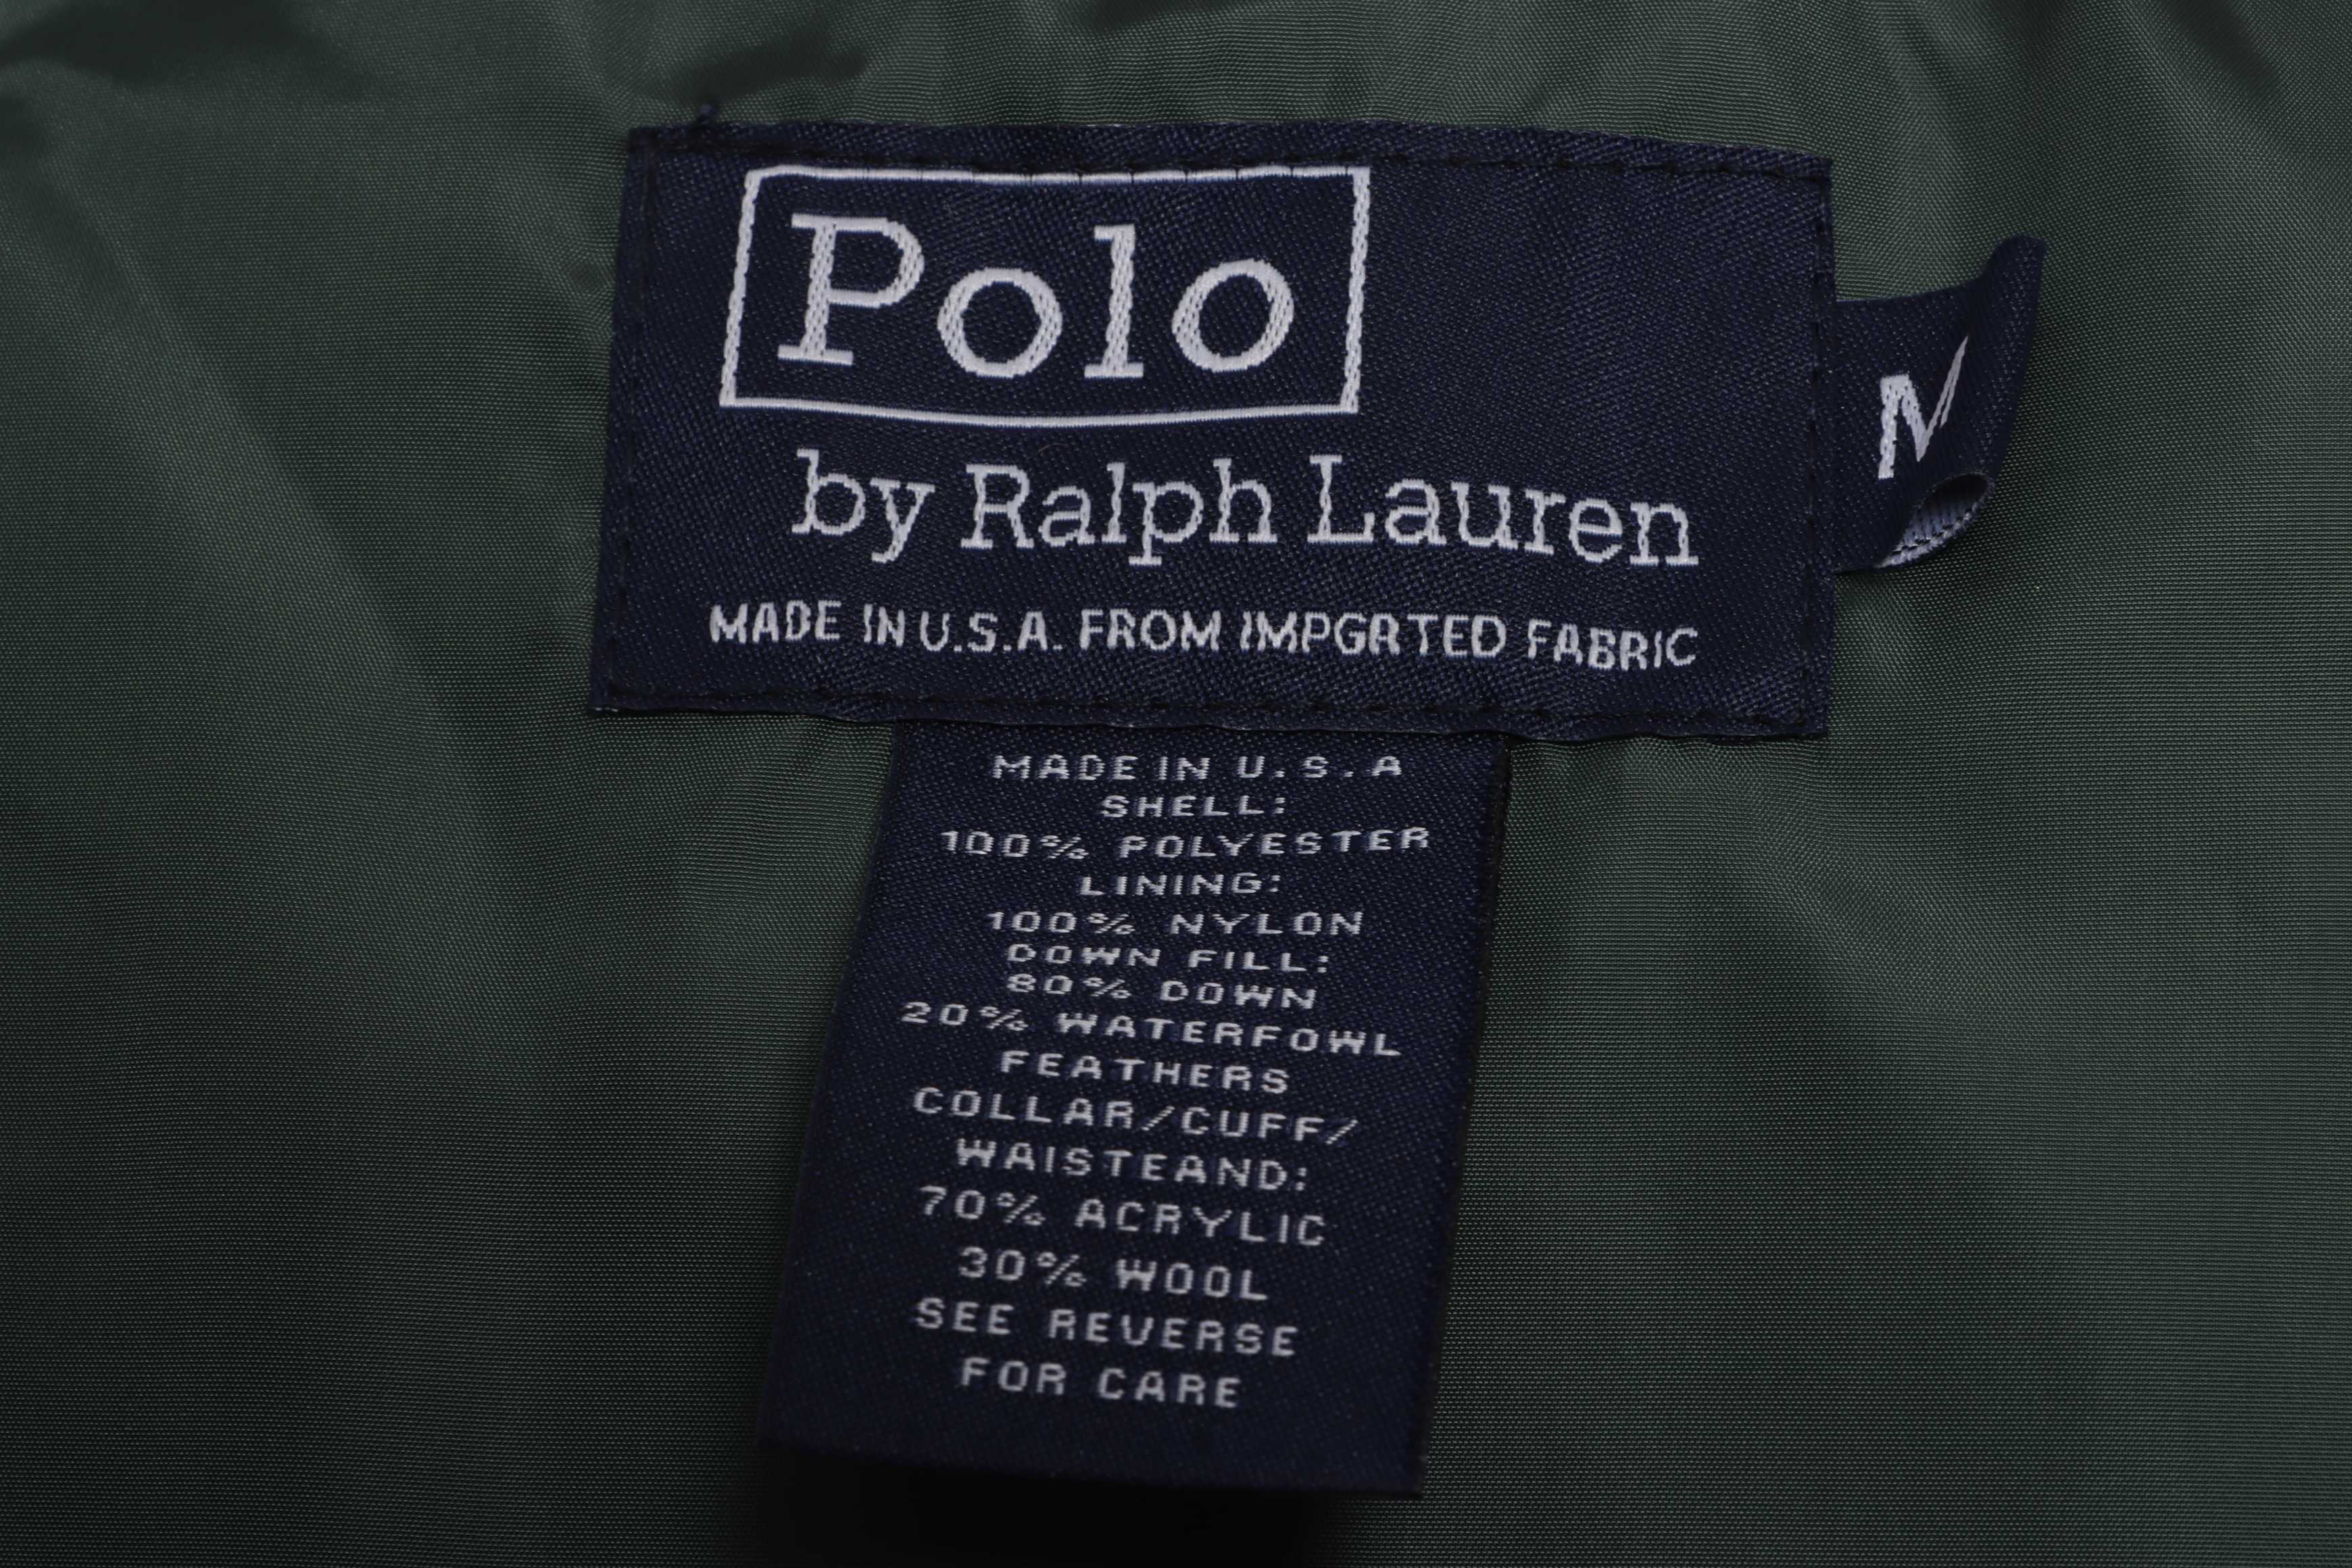 Polo
by Ralph Lauren
MADE IN U.S.A. FROM IMPGRTED FABRIC
M
MADE IN U.S.A
SHELL:
100% POLYESTER
LINING:
100% NYLON
DOWN FILL:
80% DOWN
20% WATERFOWL
FEATHERS
COLLAR/CUFF/
WAISTEAND:
70% ACRYLIC
30% WOOL
SEE REVERSE
FOR CARE